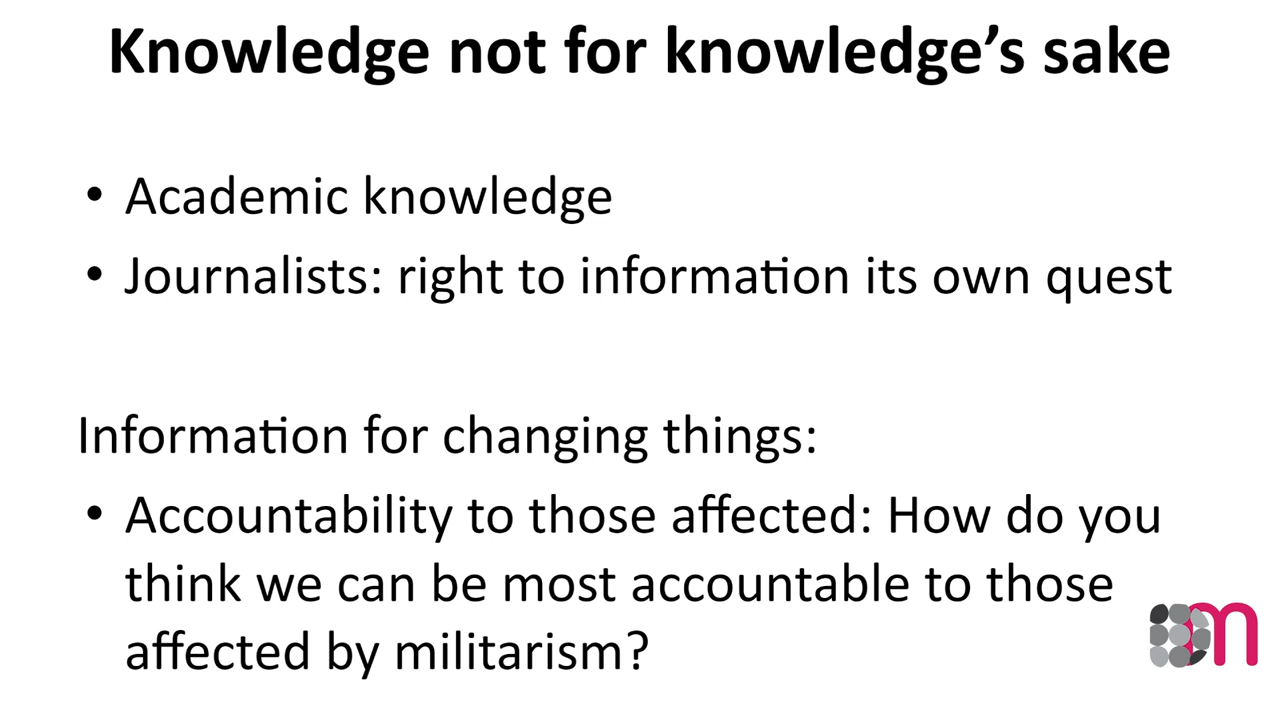 Knowledge not for knowledge’s sake
• Academic knowledge
• Journalists: right to information its own quest
Information for changing things:
• Accountability to those affected: How do you
think we can be most accountable to those
affected by militarism?
m